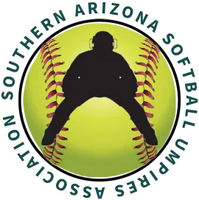 SOUTHERN ARIZONA SOFTBALL UMPIRES ASSOCIATION